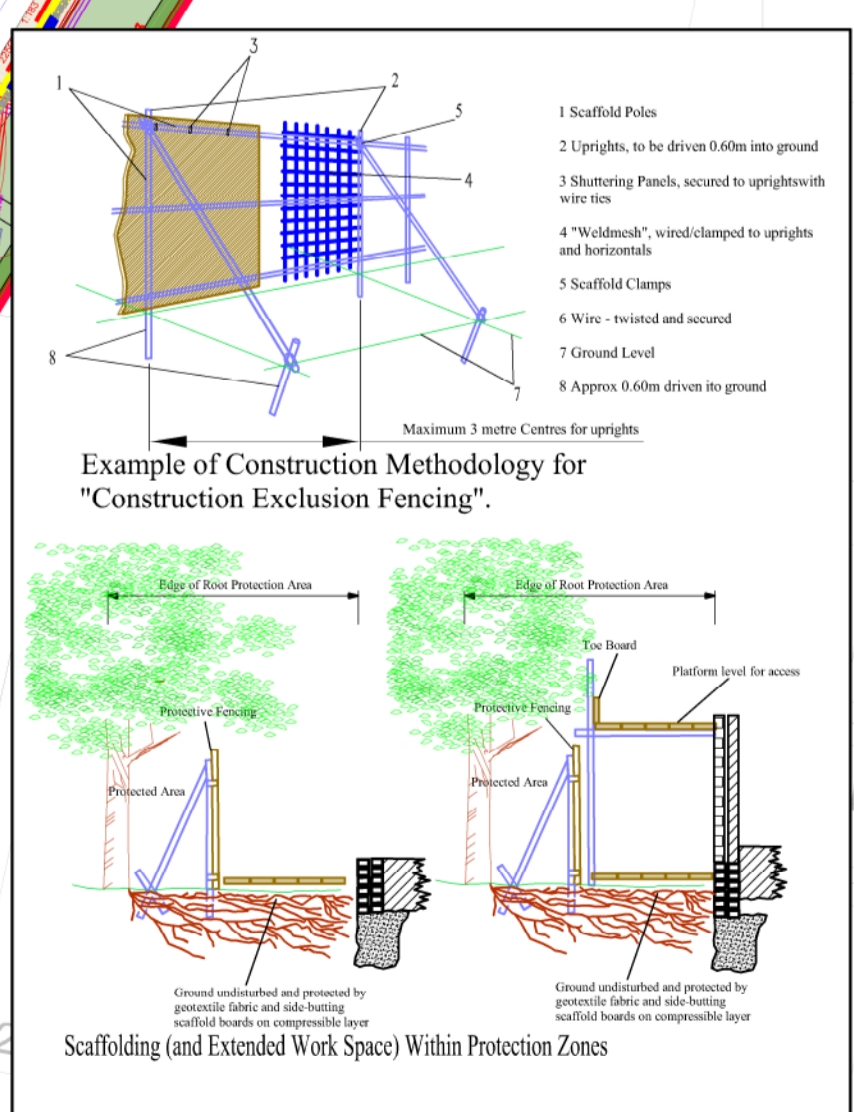 1
3
2
5
4
8
7
1 Scaffold Poles
2 Uprights, to be driven 0.60m into ground
3 Shuttering Panels, secured to uprightswith
wire ties
4 "Weldmesh", wired/clamped to uprights
and horizontals
5 Scaffold Clamps
6 Wire - twisted and secured
7 Ground Level
8 Approx 0.60m driven ito ground
Maximum 3 metre Centres for uprights
Example of Construction Methodology for
"Construction Exclusion Fencing".
Edge of Root Protection Area
Protective Fencing
Protected Area
Ground undisturbed and protected by
geotextile fabric and side-butting
scaffold boards on compressible layer
Edge of Root Protection Area
Toe Board
Platform level for access
Protective Fencing
Protected Area
Ground undisturbed and protected by
geotextile fabric and side-butting
scaffold boards on compressible layer
Scaffolding (and Extended Work Space) Within Protection Zones